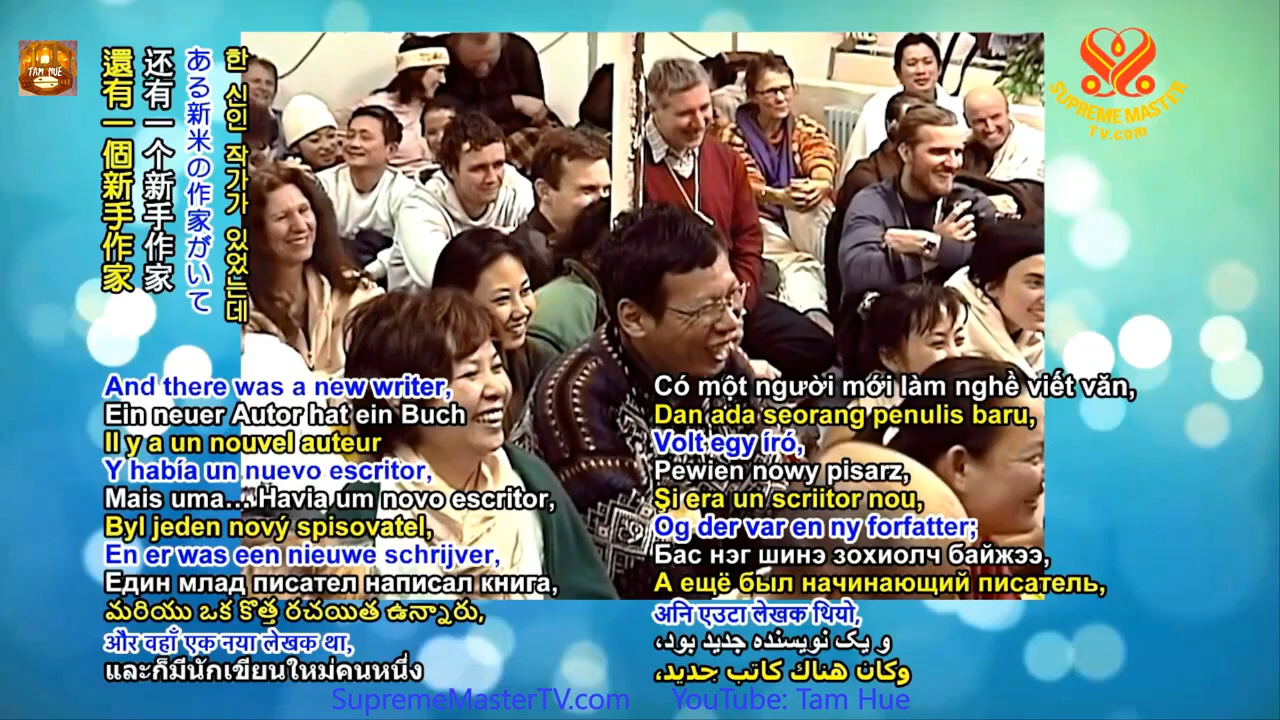 TAM HUE
還有一個新手作家
还有一个新手作家
ある新米の作家がいて
한 신인 작가가 있었는데
SUPREME MASTER
TV.com
And there was a new writer,
Ein neuer Autor hat ein Buch
Il y a un nouvel auteur
Y había un nuevo escritor,
Mais uma... Havia um novo escritor,
Byl jeden nový spisovatel,
En er was een nieuwe schrijver,
Един млад писател написал книга,
మరియు ఒక కొత్త రచయిత ఉన్నారు,
और वहाँ एक नया लेखक था,
และก็มีนักเขียนใหม่คนหนึ่ง
Có một người mới làm nghề viết văn,
Dan ada seorang penulis baru,
Volt egy író,
Pewien nowy pisarz,
Și era un scriitor nou,
Og der var en ny forfatter;
Бас нэг шинэ зохиолч байжээ,
А ещё был начинающий писатель,
अनि एउटा लेखक थियो,
و یک نویسنده جدید بود،
وكان هناك كاتب جديد،
SupremeMasterTV.com YouTube: Tam Hue